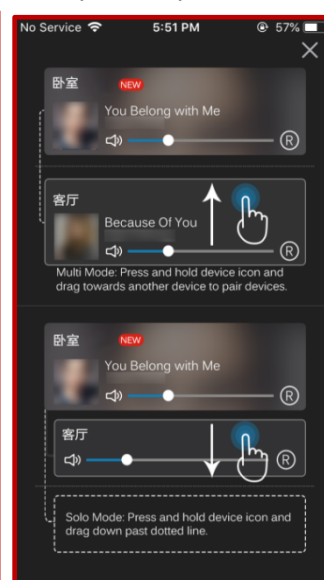 No Service 5:51 PM 57%
卧室 NEW
You Belong with Me
R
客厅
Because Of You
R
Multi Mode: Press and hold device icon and
drag towards another device to pair devices.
卧室 NEW
You Belong with Me
R
客厅
R
Solo Mode: Press and hold device icon and
drag down past dotted line.